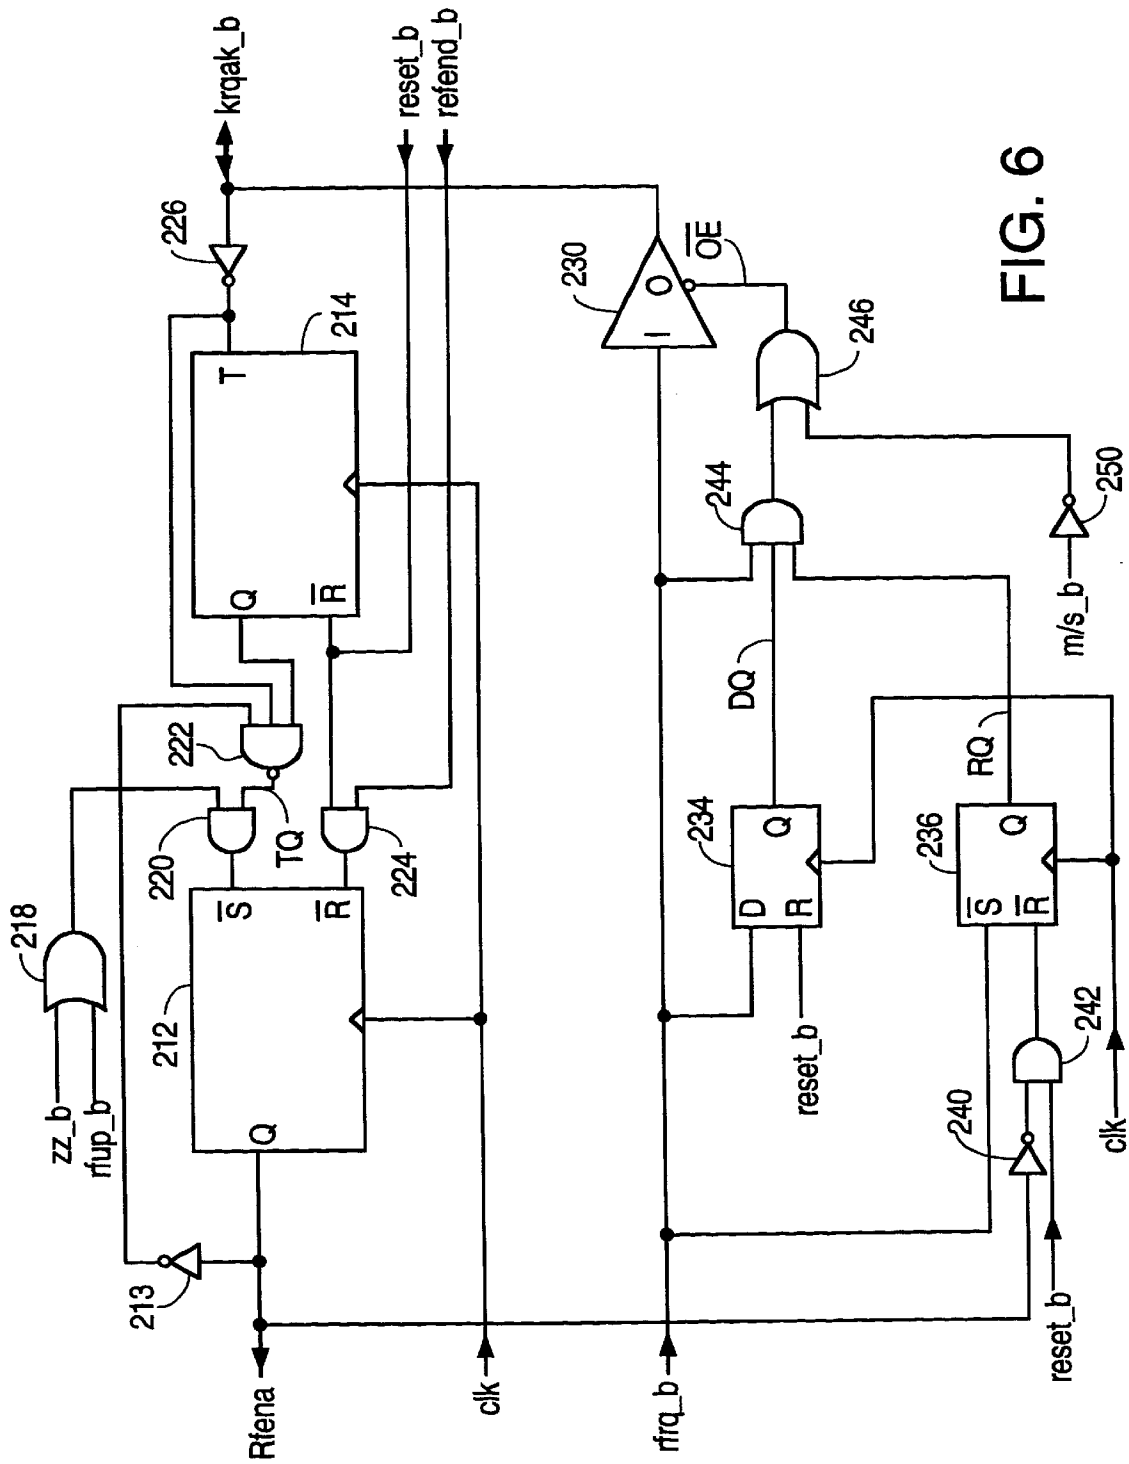 218
zz_b
rfup_b
213
212
220
222
226
krqak_b
Rfena
Q
S̅
TQ
Q
T
R̅
R̅
214
224
reset_b
refend_b
clk
230
rfrq_b
I
O
O̅E̅
234
244
D
Q
DQ
R
246
reset_b
240
236
S̅
Q
RQ
R̅
FIG. 6
reset_b
242
m/s_b
250
clk